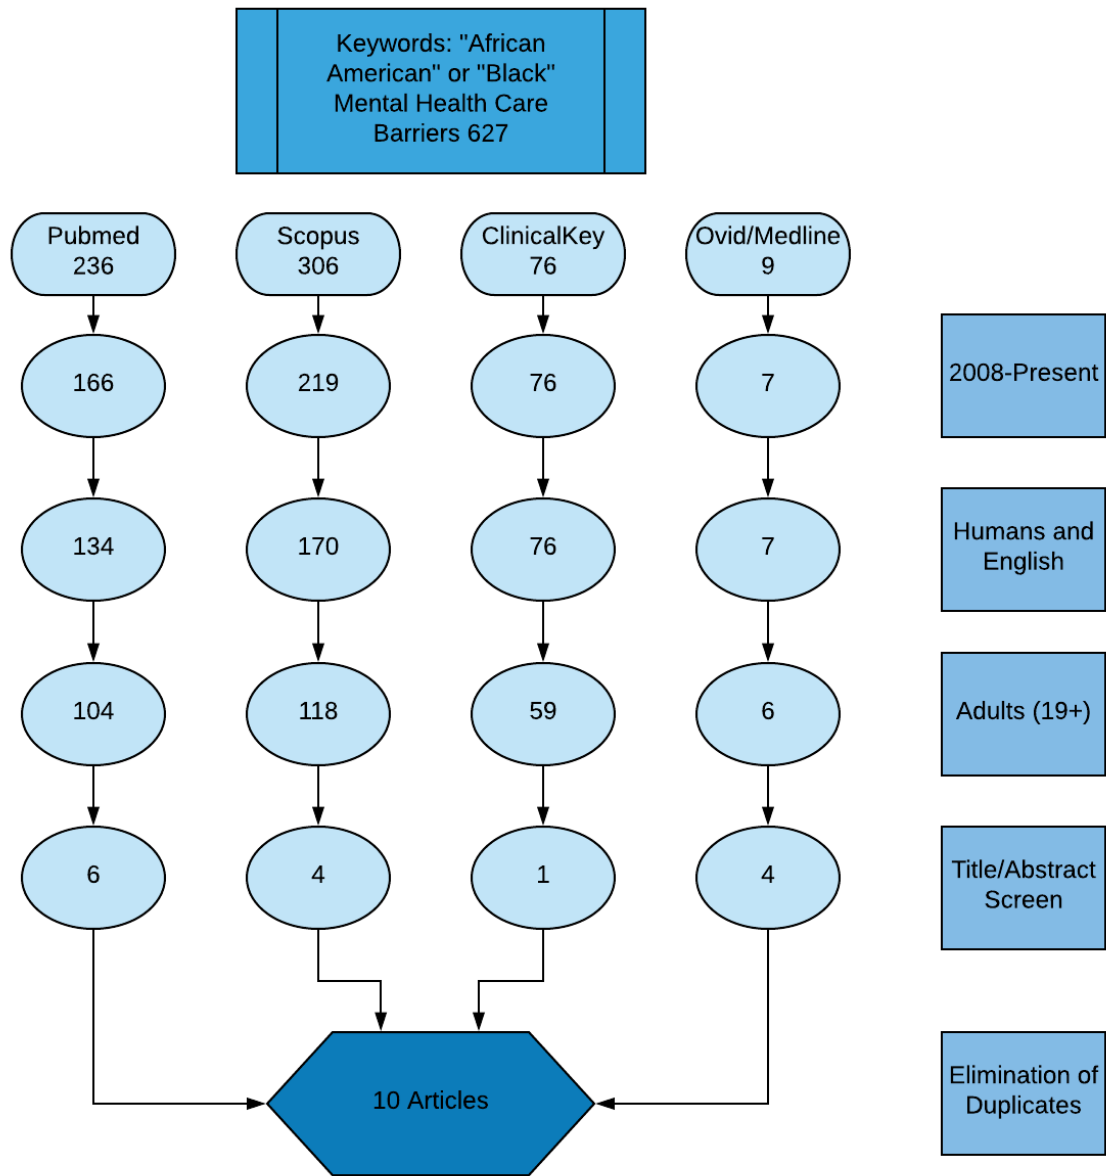 Keywords: "African
American" or "Black"
Mental Health Care
Barriers 627
Pubmed
236
Scopus
306
ClinicalKey
76
Ovid/Medline
9
166
219
76
7
2008-Present
134
170
76
7
Humans and
English
104
118
59
6
Adults (19+)
6
4
1
4
Title/Abstract
Screen
10 Articles
Elimination of
Duplicates